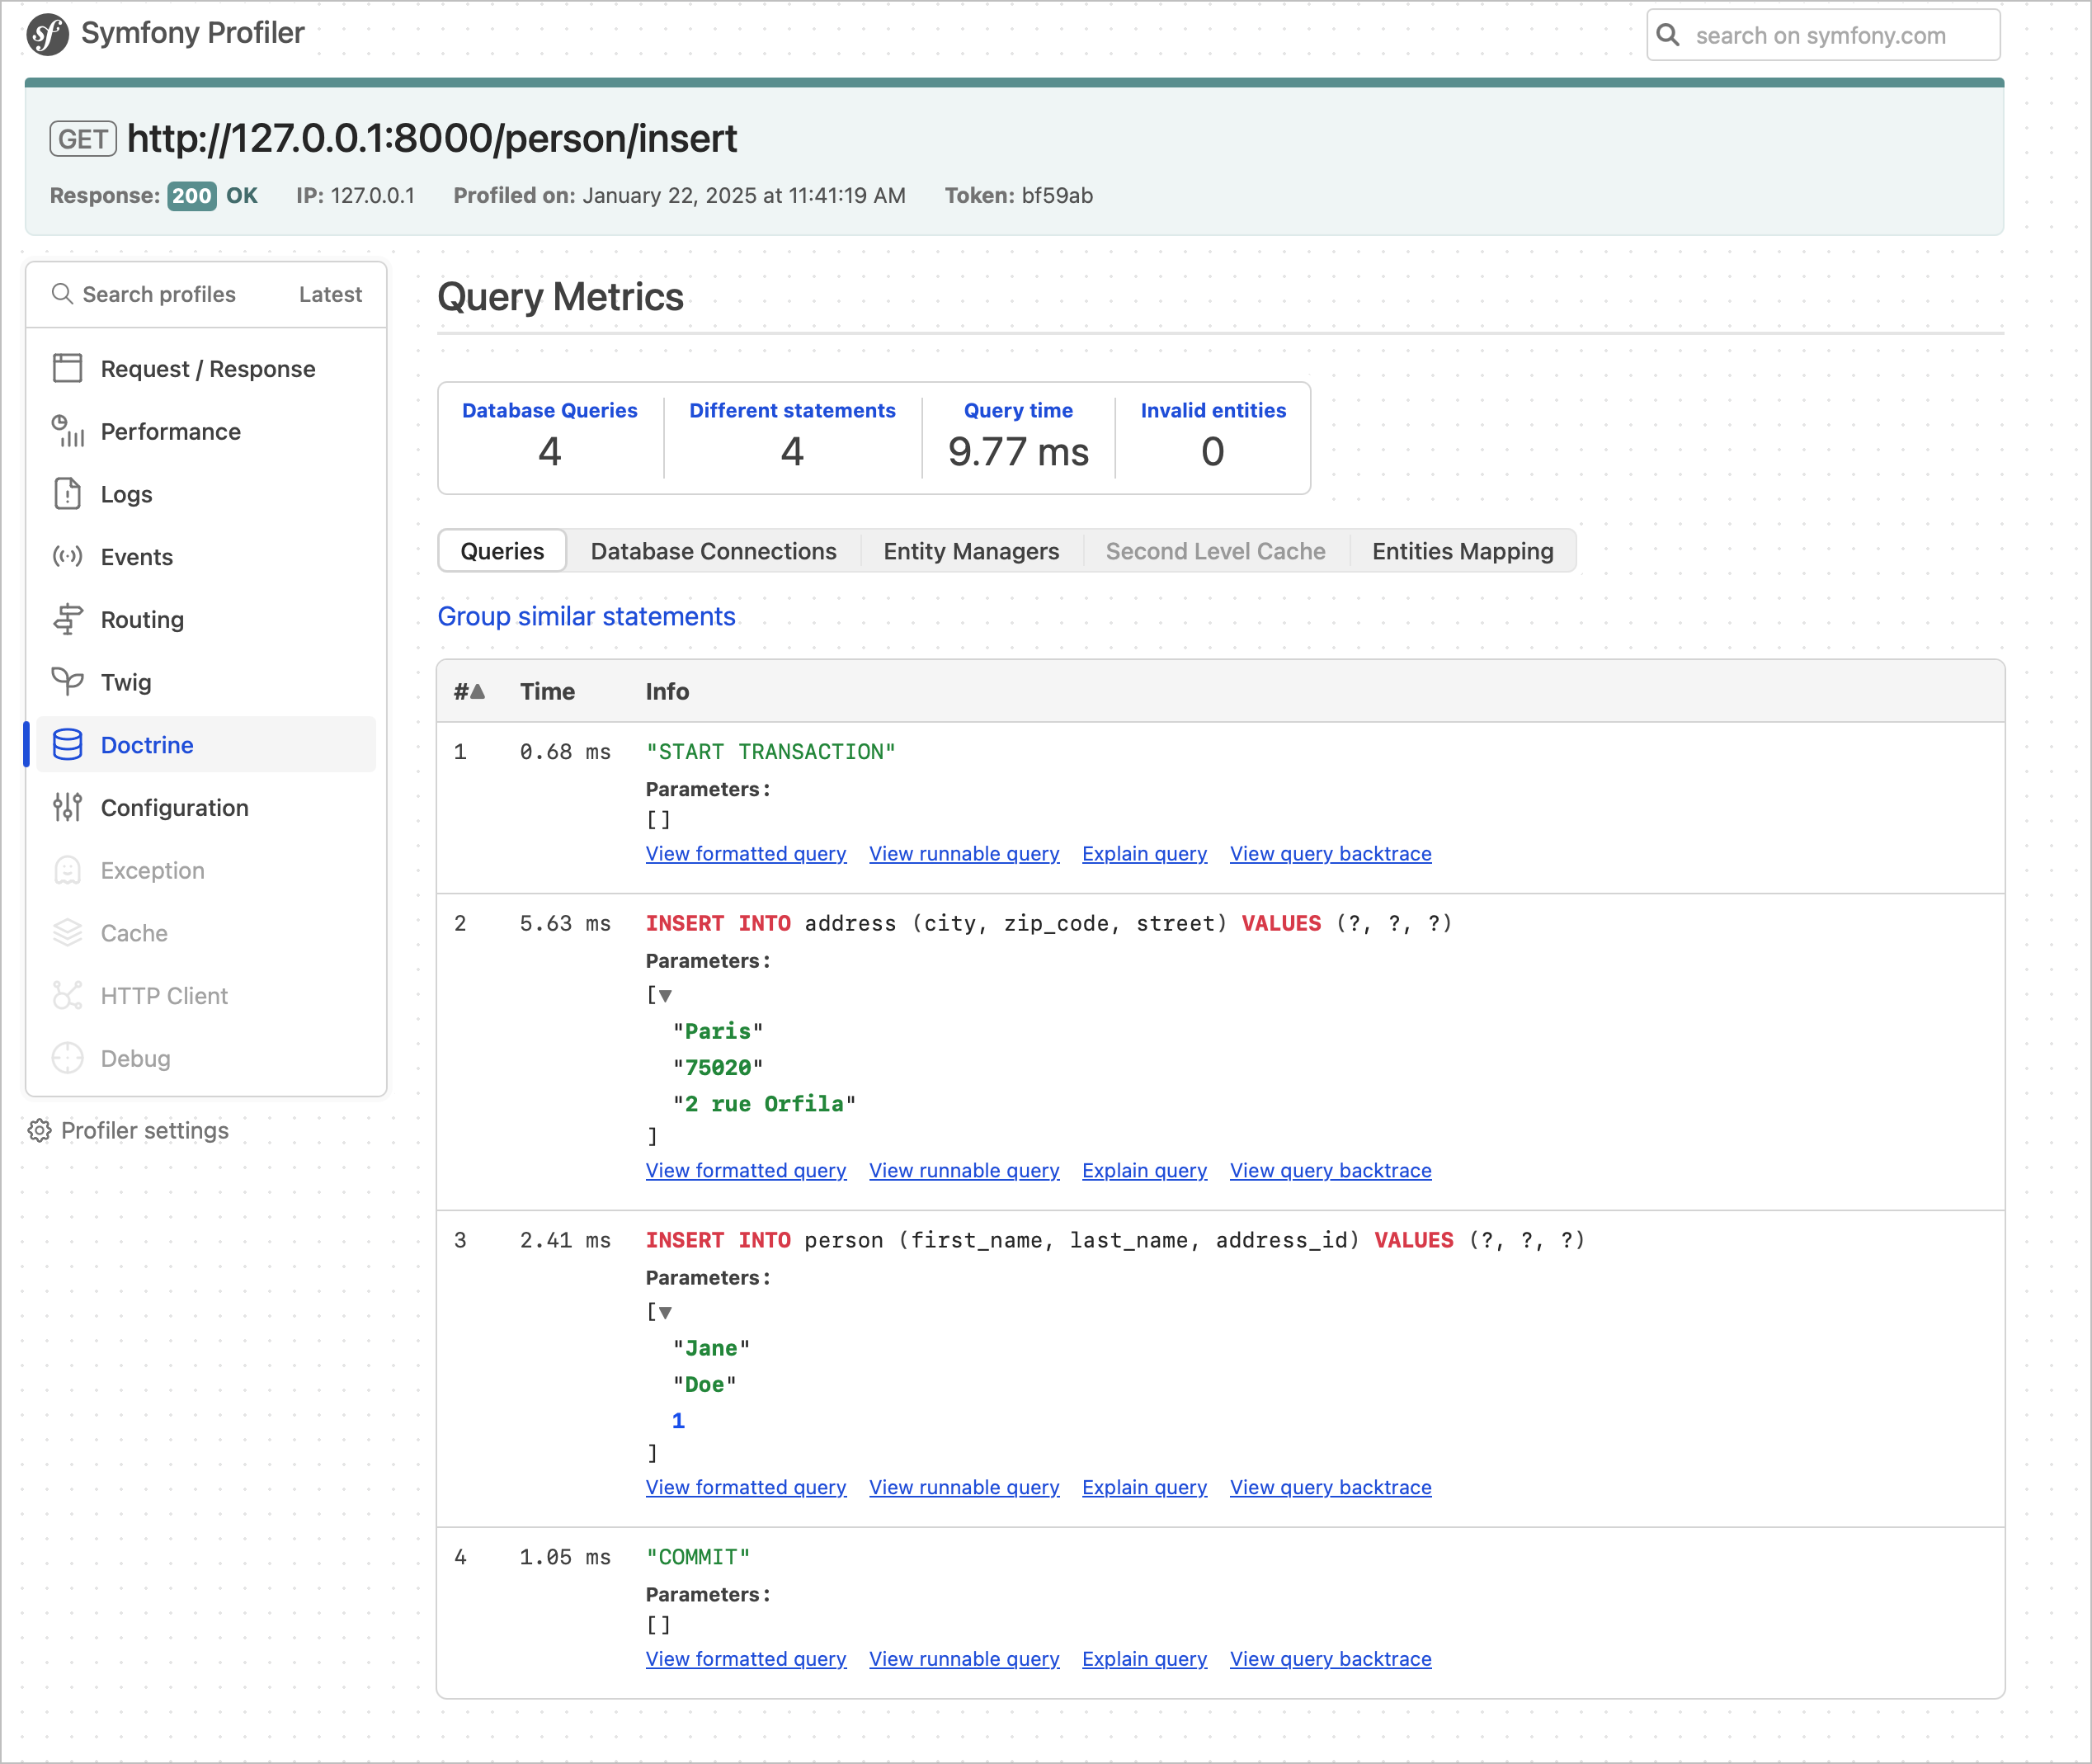 sf Symfony Profiler
search on symfony.com
GET http://127.0.0.1:8000/person/insert
Response: 200 OK IP: 127.0.0.1 Profiled on: January 22, 2025 at 11:41:19 AM Token: bf59ab
Search profiles Latest
Request / Response
Performance
Logs
Events
Routing
Twig
Doctrine
Configuration
Exception
Cache
HTTP Client
Debug
Profiler settings
Query Metrics
Database Queries Different statements Query time Invalid entities
4 4 9.77 ms 0
Queries Database Connections Entity Managers Second Level Cache Entities Mapping
Group similar statements
#▲ Time Info
1 0.68 ms "START TRANSACTION"
Parameters:
[]
View formatted query View runnable query Explain query View query backtrace
2 5.63 ms INSERT INTO address (city, zip_code, street) VALUES (?, ?, ?)
Parameters:
[▼
"Paris"
"75020"
"2 rue Orfila"
]
View formatted query View runnable query Explain query View query backtrace
3 2.41 ms INSERT INTO person (first_name, last_name, address_id) VALUES (?, ?, ?)
Parameters:
[▼
"Jane"
"Doe"
1
]
View formatted query View runnable query Explain query View query backtrace
4 1.05 ms "COMMIT"
Parameters:
[]
View formatted query View runnable query Explain query View query backtrace